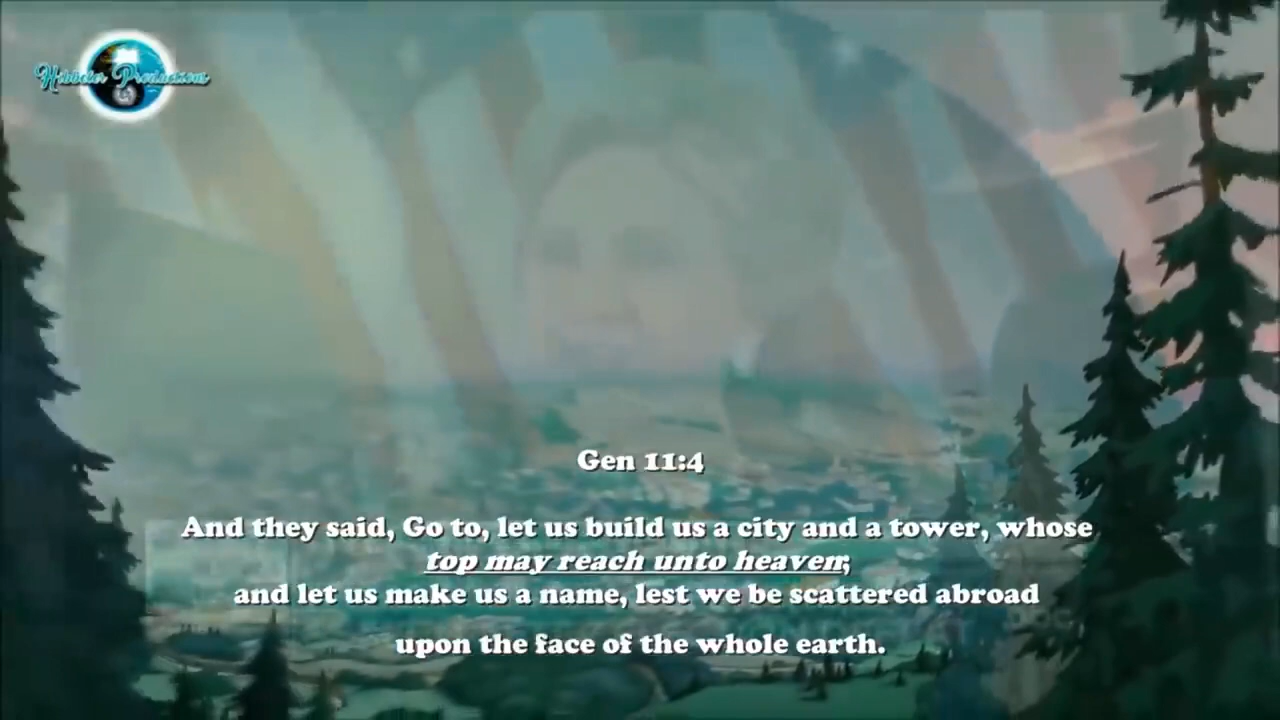 Productions
Gen 11:4
And they said, Go to, let us build us a city and a tower, whose
top may reach unto heaven;
and let us make us a name, lest we be scattered abroad
upon the face of the whole earth.